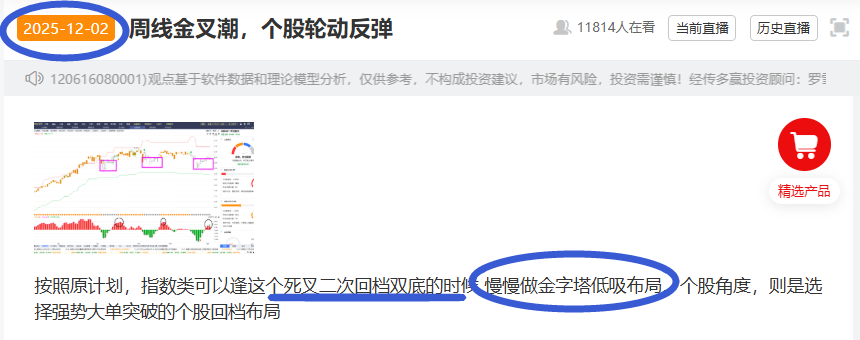 2025-12-02 周线金叉潮，个股轮动反弹 11814人在看 当前直播 历史直播
120616080001)观点基于软件数据和理论模型分析，仅供参考，不构成投资建议，市场有风险，投资需谨慎！经传多赢投资顾问：罗
精选产品
按照原计划，指数类可以逢这个死叉二次回档双底的时候 慢慢做金字塔低吸布局 个股角度，则是选
择强势大单突破的个股回档布局